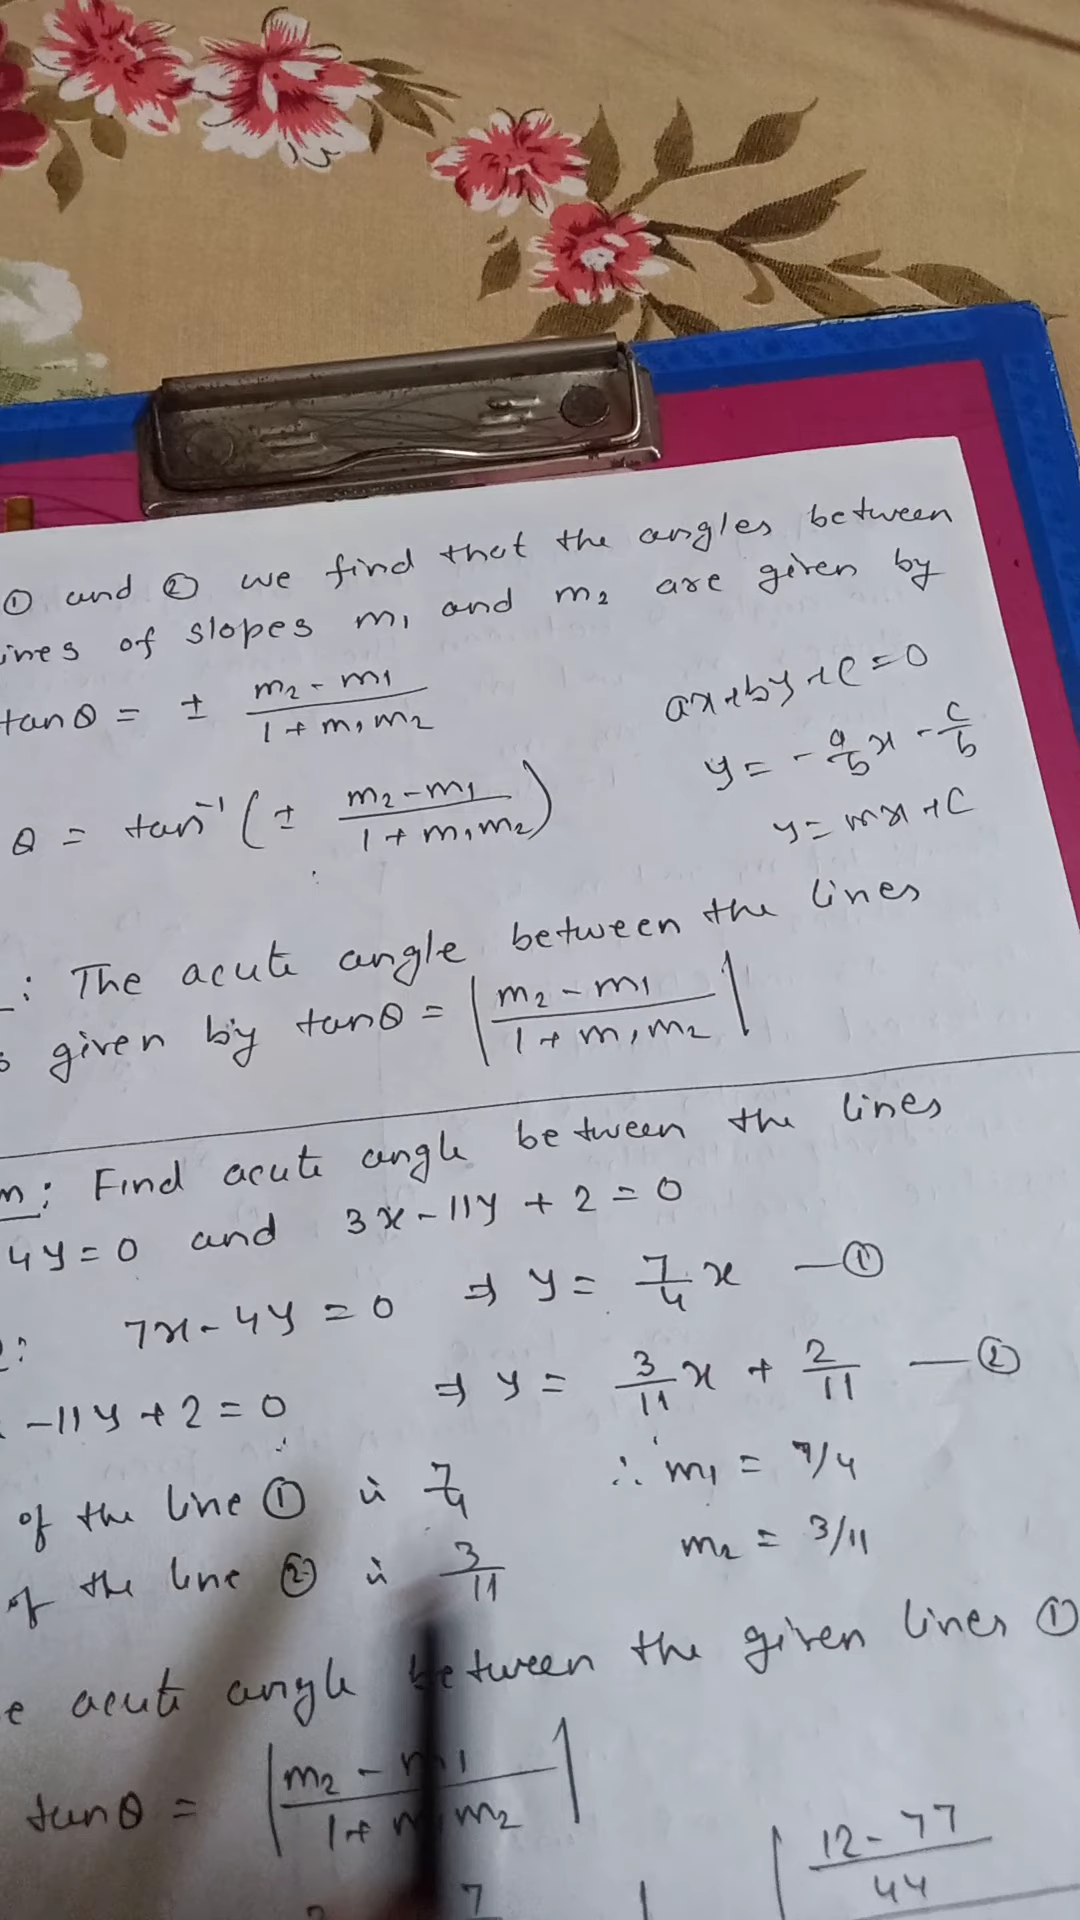 ① and ② we find that the angles between
ines of slopes m₁ and m₂ are given by
tanθ = ± (m₂ - m₁)/(1 + m₁m₂)
ax+by+c=0
y = -a/b x - c/b
θ = tan⁻¹(± (m₂-m₁)/(1+m₁m₂))
y = mx+c
: The acute angle between the lines
given by tanθ = |(m₂-m₁)/(1+m₁m₂)|
m: Find acute angle between the lines
4y=0 and 3x-11y+2=0
: 7x-4y=0 ⇒ y = 7/4 x —①
-11y+2=0 ⇒ y = 3/11 x + 2/11 —②
of the line ① is 7/4 ∴ m₁ = 7/4
of the line ② is 3/11 m₂ = 3/11
e acute angle between the given lines ①
tanθ = |(m₂-m₁)/(1+m₁m₂)|
7 |(12-77)/44